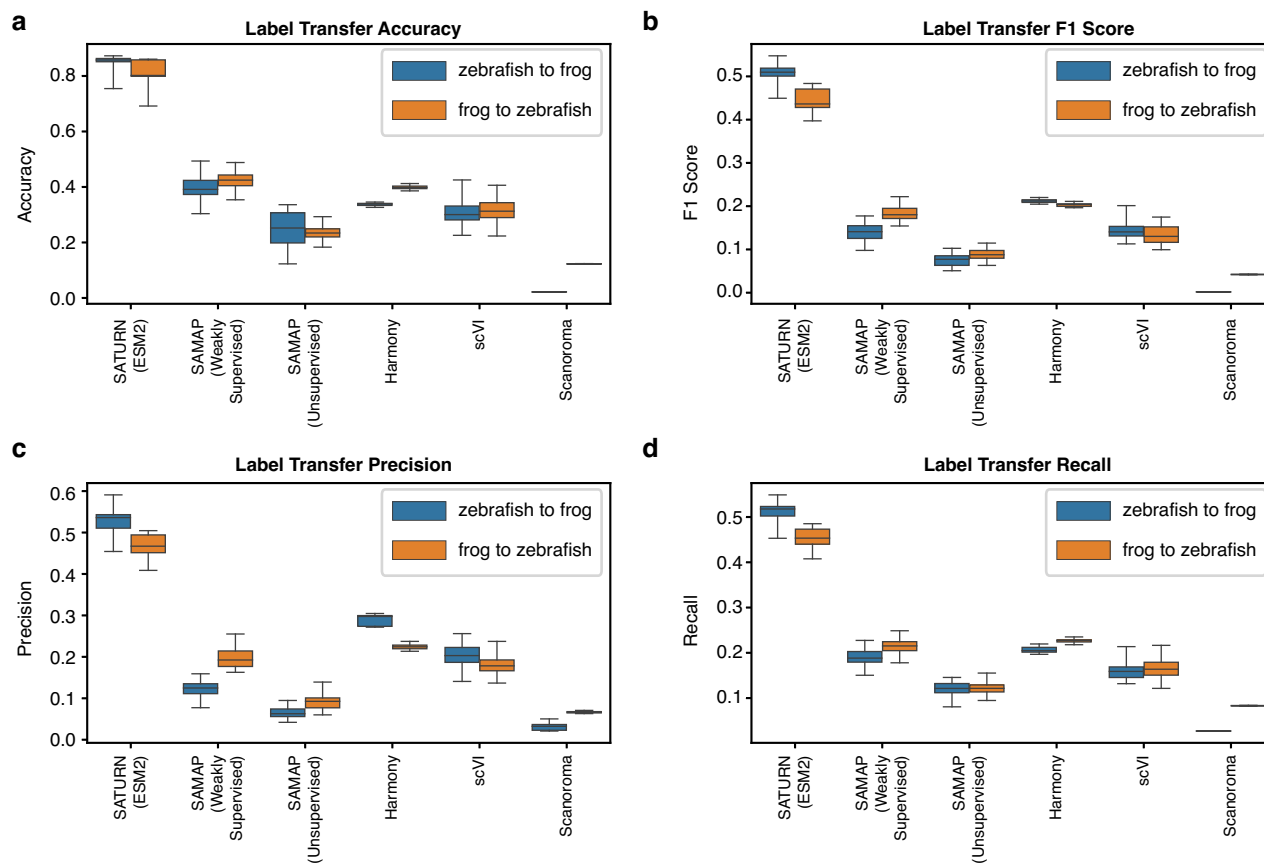 a
Label Transfer Accuracy
zebrafish to frog
frog to zebrafish
Accuracy
0.8
0.6
0.4
0.2
0.0
SATURN
(ESM2)
SAMAP
(Weakly
Supervised)
SAMAP
(Unsupervised)
Harmony
scVI
Scanoroma
b
Label Transfer F1 Score
zebrafish to frog
frog to zebrafish
F1 Score
0.5
0.4
0.3
0.2
0.1
0.0
SATURN
(ESM2)
SAMAP
(Weakly
Supervised)
SAMAP
(Unsupervised)
Harmony
scVI
Scanoroma
c
Label Transfer Precision
zebrafish to frog
frog to zebrafish
Precision
0.6
0.5
0.4
0.3
0.2
0.1
0.0
SATURN
(ESM2)
SAMAP
(Weakly
Supervised)
SAMAP
(Unsupervised)
Harmony
scVI
Scanoroma
d
Label Transfer Recall
zebrafish to frog
frog to zebrafish
Recall
0.5
0.4
0.3
0.2
0.1
SATURN
(ESM2)
SAMAP
(Weakly
Supervised)
SAMAP
(Unsupervised)
Harmony
scVI
Scanoroma